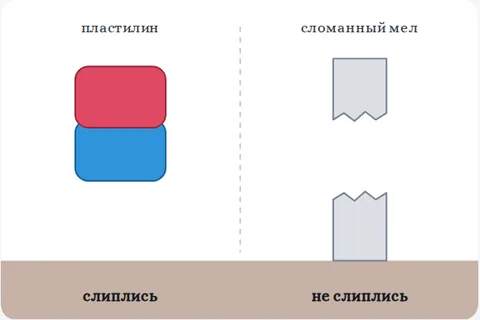 пластилин
сломанный мел
слиплись
не слиплись